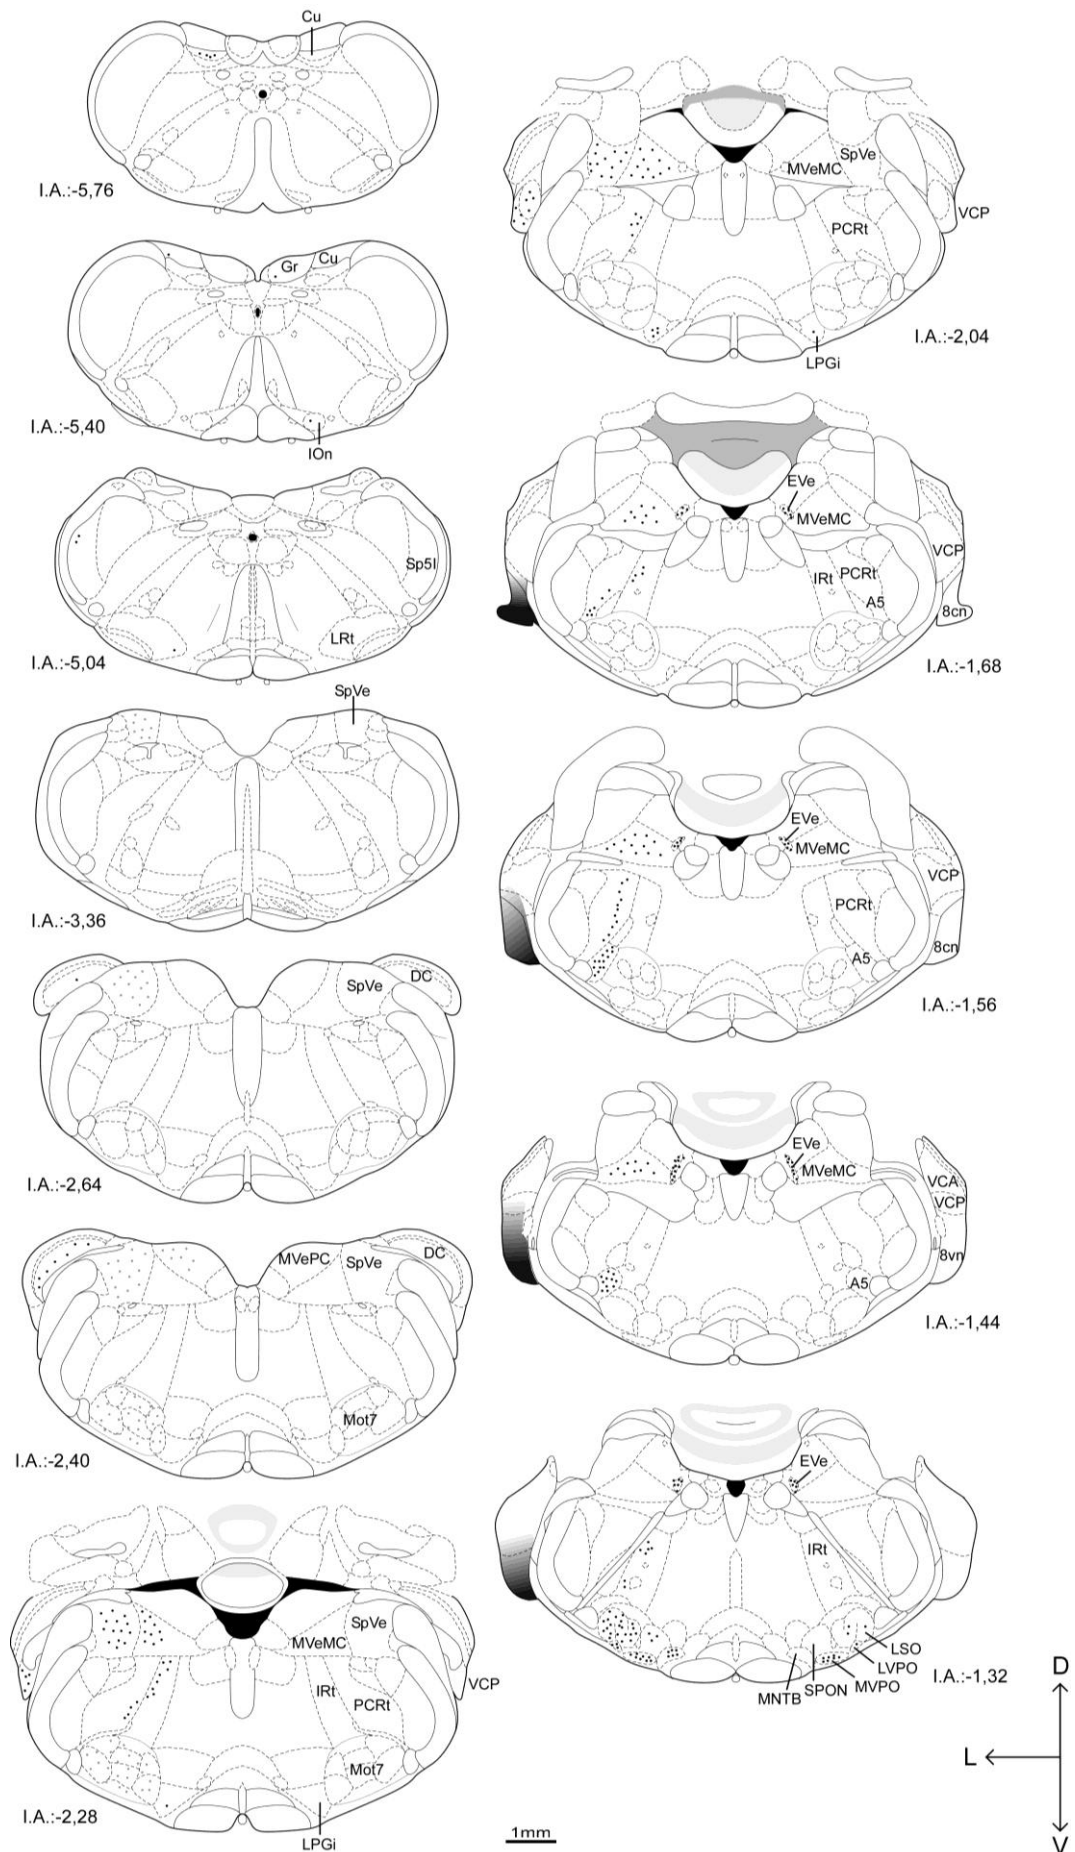 Cu
I.A.:-5,76
Gr
Cu
I.A.:-5,40
IOn
Sp5I
LRt
I.A.:-5,04
SpVe
I.A.:-3,36
SpVe
DC
I.A.:-2,64
MVePC
SpVe
DC
Mot7
I.A.:-2,40
SpVe
MVeMC
IRt
PCRt
VCP
Mot7
I.A.:-2,28
LPGi
SpVe
MVeMC
VCP
PCRt
I.A.:-2,04
LPGi
EVe
MVeMC
VCP
IRt
PCRt
A5
8cn
I.A.:-1,68
EVe
MVeMC
VCP
PCRt
8cn
A5
I.A.:-1,56
EVe
MVeMC
VCA
VCP
8vn
A5
I.A.:-1,44
EVe
IRt
LSO
LVPO
MVPO
SPON
MNTB
I.A.:-1,32
D
L
V
1mm